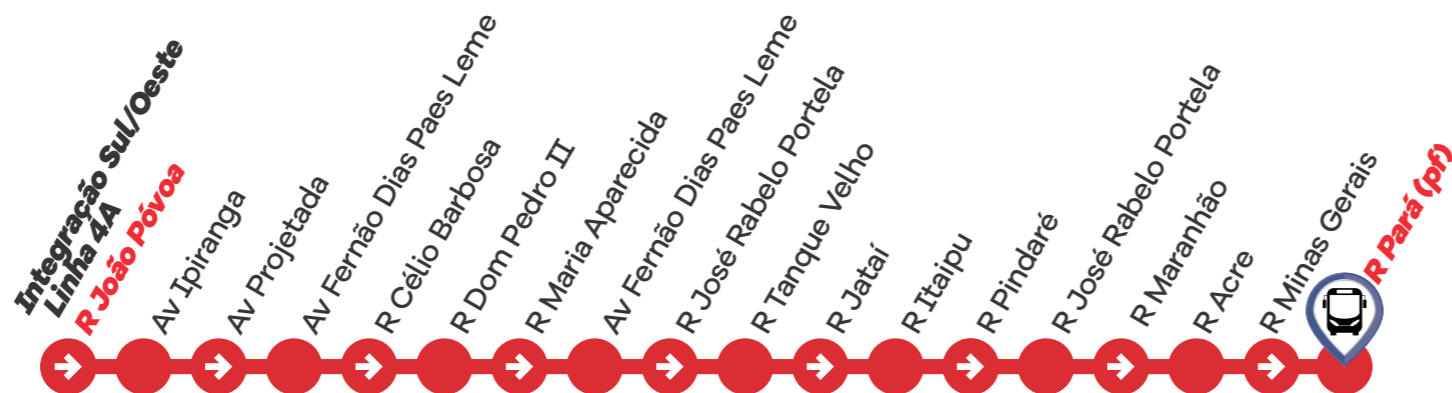 Integração Sul/Oeste
Linha 4A
R João Póvoa
Av Ipiranga
Av Projetada
Av Fernão Dias Paes Leme
R Célio Barbosa
R Dom Pedro II
R Maria Aparecida
Av Fernão Dias Paes Leme
R José Rabelo Portela
R Tanque Velho
R Jataí
R Itaipu
R Pindaré
R José Rabelo Portela
R Maranhão
R Acre
R Minas Gerais
R Pará (pf)